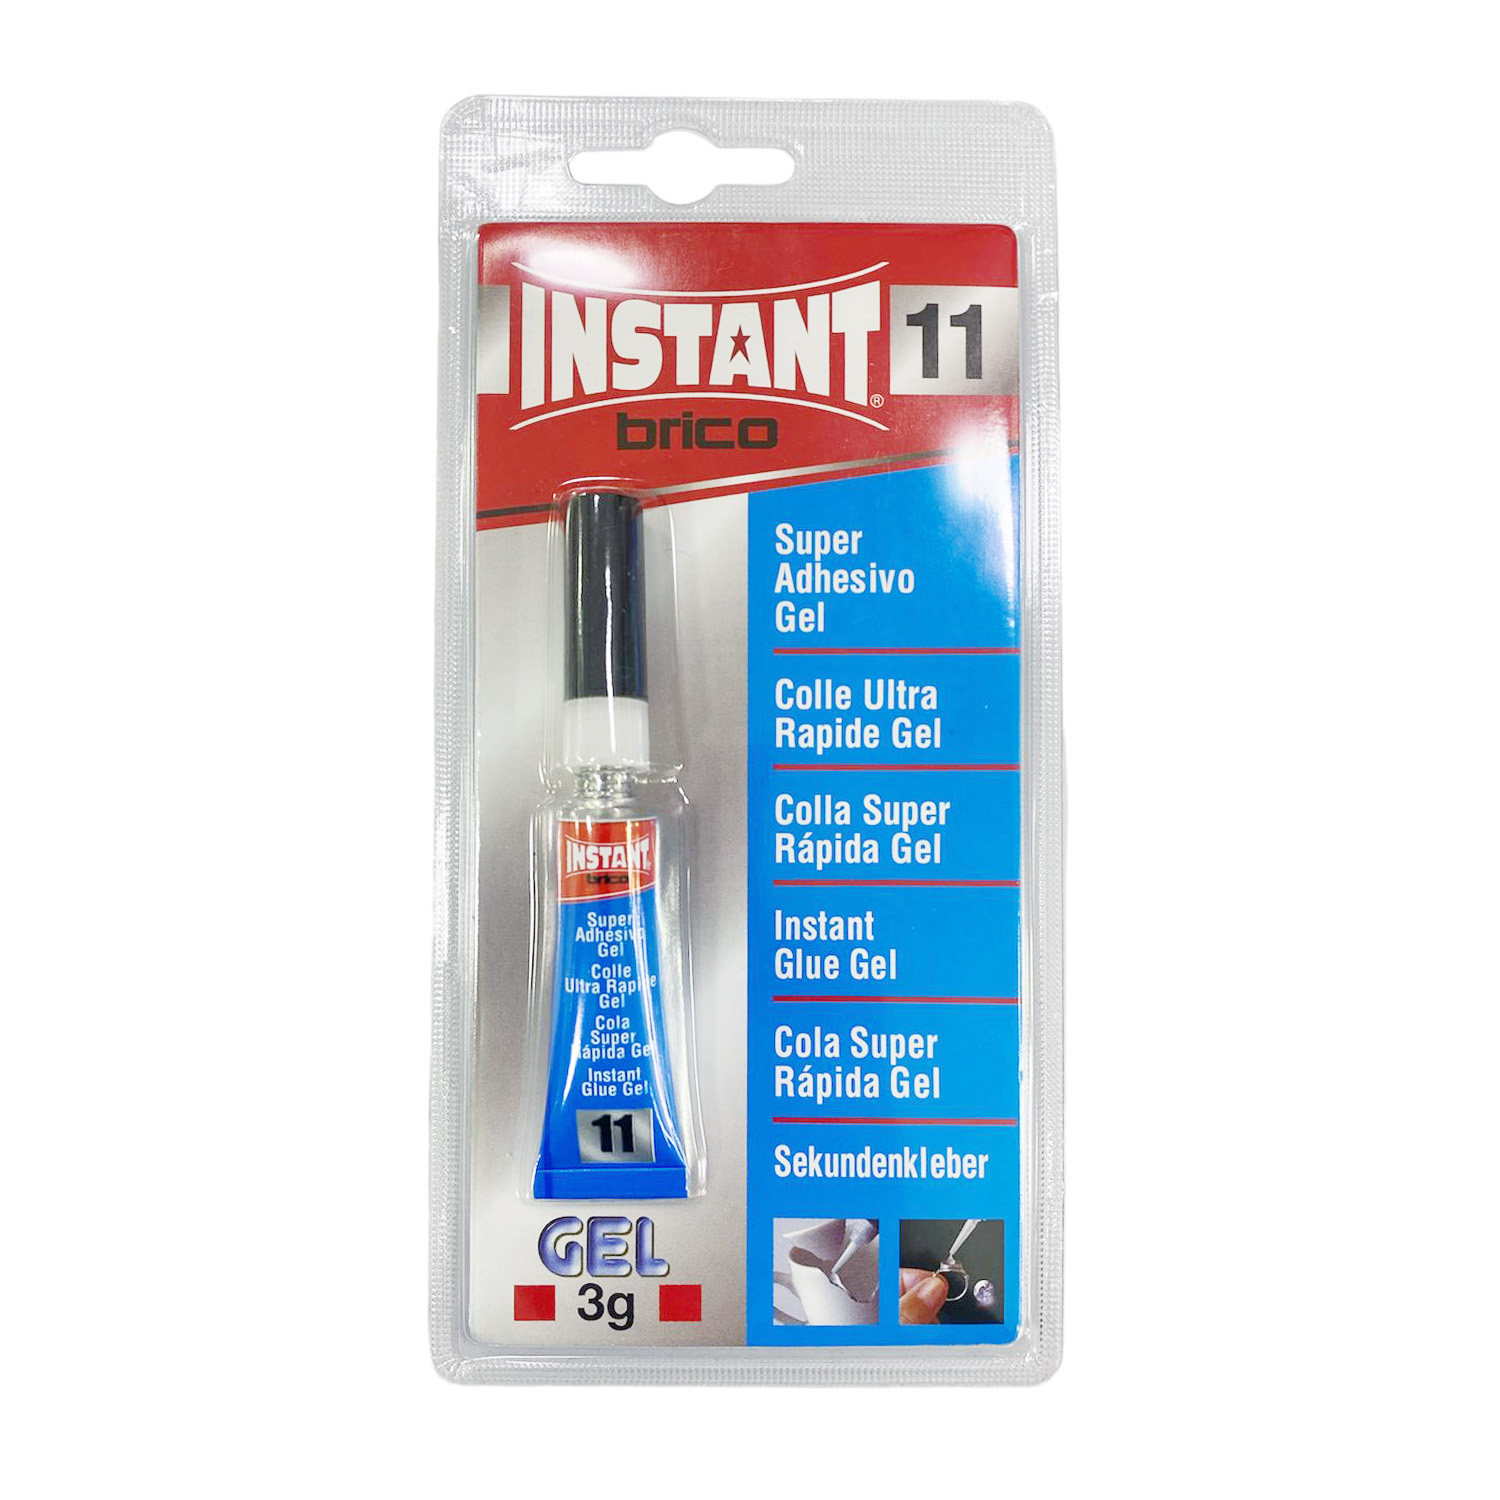 INSTANT 11
®
brico
Super
Adhesivo
Gel
Colle Ultra
Rapide Gel
Colla Super
Rápida Gel
Instant
Glue Gel
Cola Super
Rápida Gel
Sekundenkleber
INSTANT
brico
Super
Adhesivo
Gel
Colle
Ultra Rapide
Gel
Cola
Super
Rápida Gel
Instant
Glue Gel
11
GEL
3g